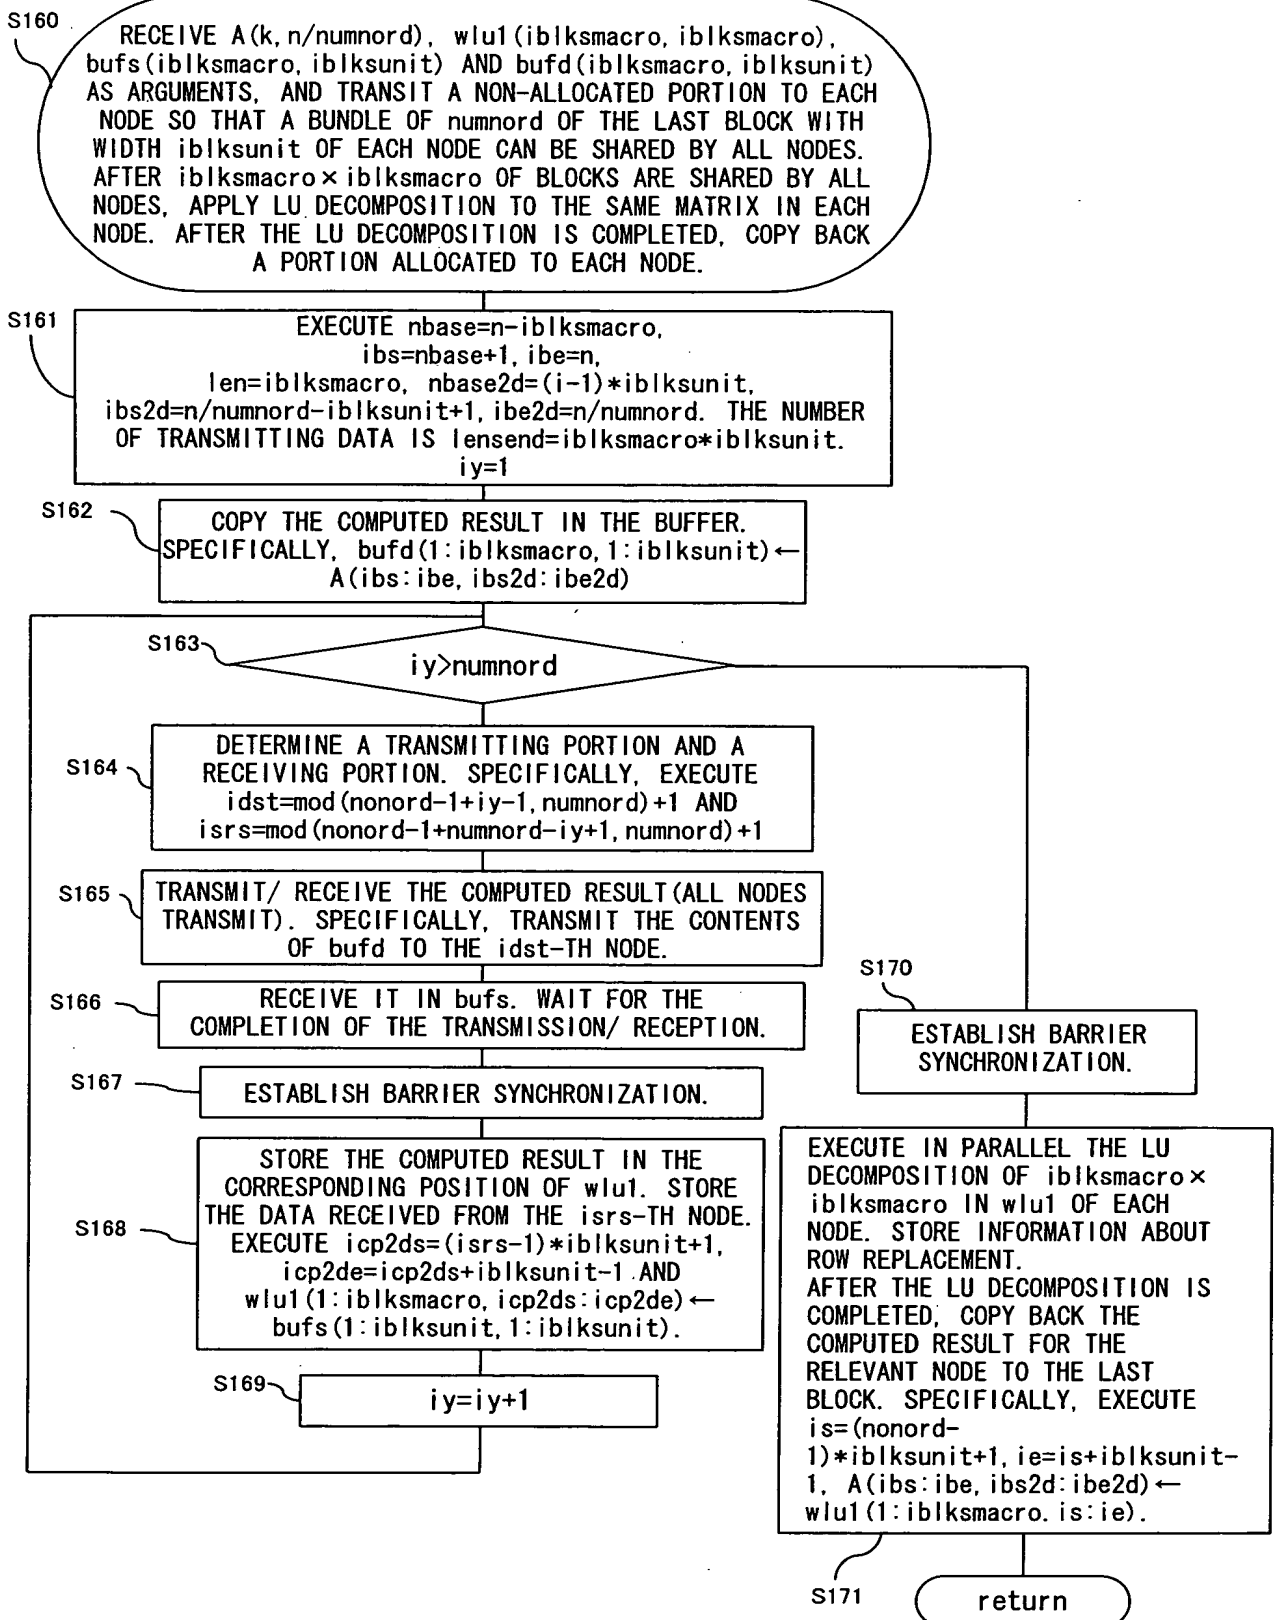 S160
RECEIVE A(k, n/numnord), wlu1(iblksmacro, iblksmacro),
bufs(iblksmacro, iblksunit) AND bufd(iblksmacro, iblksunit)
AS ARGUMENTS, AND TRANSIT A NON-ALLOCATED PORTION TO EACH
NODE SO THAT A BUNDLE OF numnord OF THE LAST BLOCK WITH
WIDTH iblksunit OF EACH NODE CAN BE SHARED BY ALL NODES.
AFTER iblksmacro×iblksmacro OF BLOCKS ARE SHARED BY ALL
NODES, APPLY LU DECOMPOSITION TO THE SAME MATRIX IN EACH
NODE. AFTER THE LU DECOMPOSITION IS COMPLETED, COPY BACK
A PORTION ALLOCATED TO EACH NODE.
S161
EXECUTE nbase=n-iblksmacro,
ibs=nbase+1, ibe=n,
len=iblksmacro, nbase2d=(i-1)*iblksunit,
ibs2d=n/numnord-iblksunit+1, ibe2d=n/numnord. THE NUMBER
OF TRANSMITTING DATA IS lensend=iblksmacro*iblksunit.
iy=1
S162
COPY THE COMPUTED RESULT IN THE BUFFER.
SPECIFICALLY, bufd(1:iblksmacro, 1:iblksunit)←
A(ibs:ibe, ibs2d:ibe2d)
S163
iy>numnord
S164
DETERMINE A TRANSMITTING PORTION AND A
RECEIVING PORTION. SPECIFICALLY, EXECUTE
idst=mod(nonord-1+iy-1, numnord)+1 AND
isrs=mod(nonord-1+numnord-iy+1, numnord)+1
S165
TRANSMIT/ RECEIVE THE COMPUTED RESULT(ALL NODES
TRANSMIT). SPECIFICALLY, TRANSMIT THE CONTENTS
OF bufd TO THE idst-TH NODE.
S166
RECEIVE IT IN bufs. WAIT FOR THE
COMPLETION OF THE TRANSMISSION/ RECEPTION.
S167
ESTABLISH BARRIER SYNCHRONIZATION.
S168
STORE THE COMPUTED RESULT IN THE
CORRESPONDING POSITION OF wlu1. STORE
THE DATA RECEIVED FROM THE isrs-TH NODE.
EXECUTE icp2ds=(isrs-1)*iblksunit+1,
icp2de=icp2ds+iblksunit-1 AND
wlu1(1:iblksmacro, icp2ds:icp2de)←
bufs(1:iblksunit, 1:iblksunit).
S169
iy=iy+1
S170
ESTABLISH BARRIER
SYNCHRONIZATION.
EXECUTE IN PARALLEL THE LU
DECOMPOSITION OF iblksmacro×
iblksmacro IN wlu1 OF EACH
NODE. STORE INFORMATION ABOUT
ROW REPLACEMENT.
AFTER THE LU DECOMPOSITION IS
COMPLETED, COPY BACK THE
COMPUTED RESULT FOR THE
RELEVANT NODE TO THE LAST
BLOCK. SPECIFICALLY, EXECUTE
is=(nonord-
1)*iblksunit+1, ie=is+iblksunit-
1, A(ibs:ibe, ibs2d:ibe2d)←
wlu1(1:iblksmacro. is:ie).
S171
return